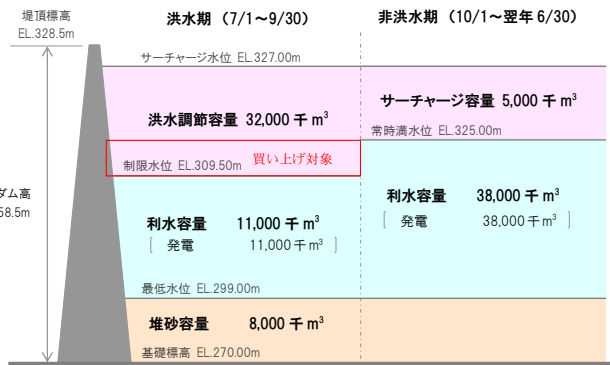 堤頂標高
EL.328.5m
洪水期（7/1～9/30）
非洪水期（10/1～翌年 6/30）
サーチャージ水位 EL.327.00m
洪水調節容量 32,000 千 m³
サーチャージ容量 5,000 千 m³
常時満水位 EL.325.00m
制限水位 EL.309.50m
買い上げ対象
ダム高
58.5m
利水容量 11,000 千 m³
［ 発電 11,000 千 m³ ］
利水容量 38,000 千 m³
［ 発電 38,000 千 m³ ］
最低水位 EL.299.00m
堆砂容量 8,000 千 m³
基礎標高 EL.270.00m